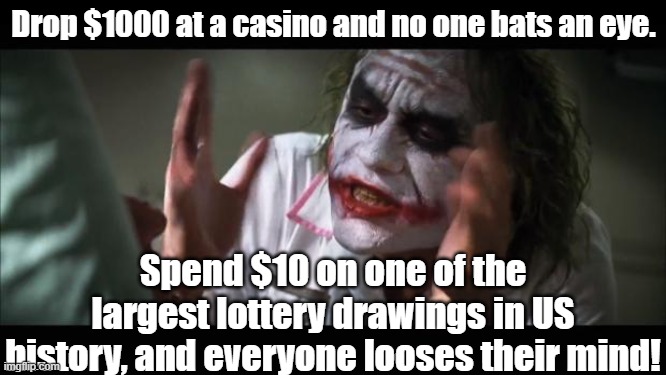 Drop $1000 at a casino and no one bats an eye.
Spend $10 on one of the
largest lottery drawings in US
history, and everyone looses their mind!
imgflip.com